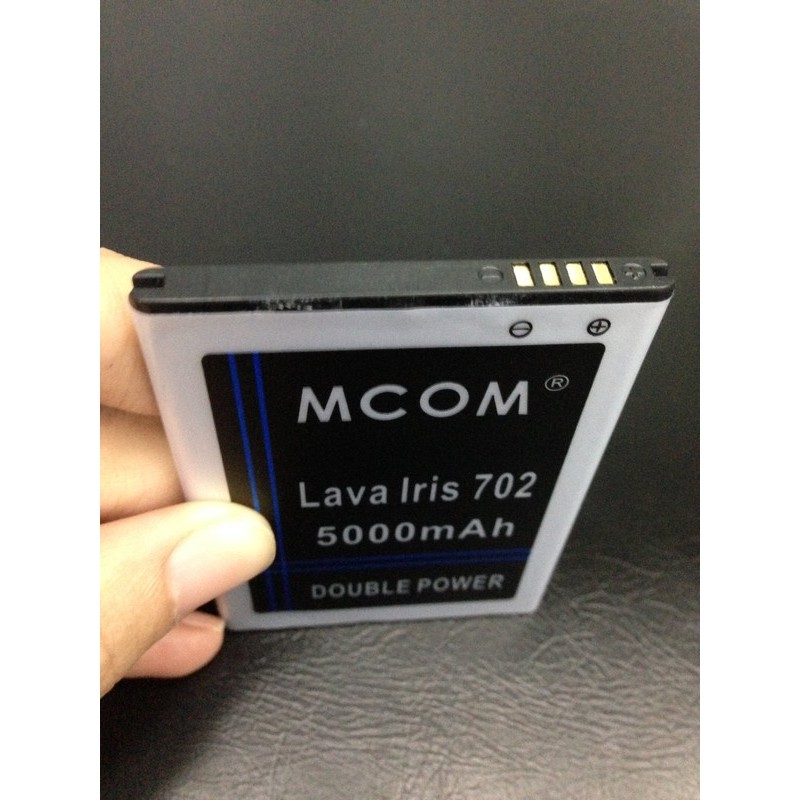 MCOM®
Lava Iris 702
5000mAh
DOUBLE POWER